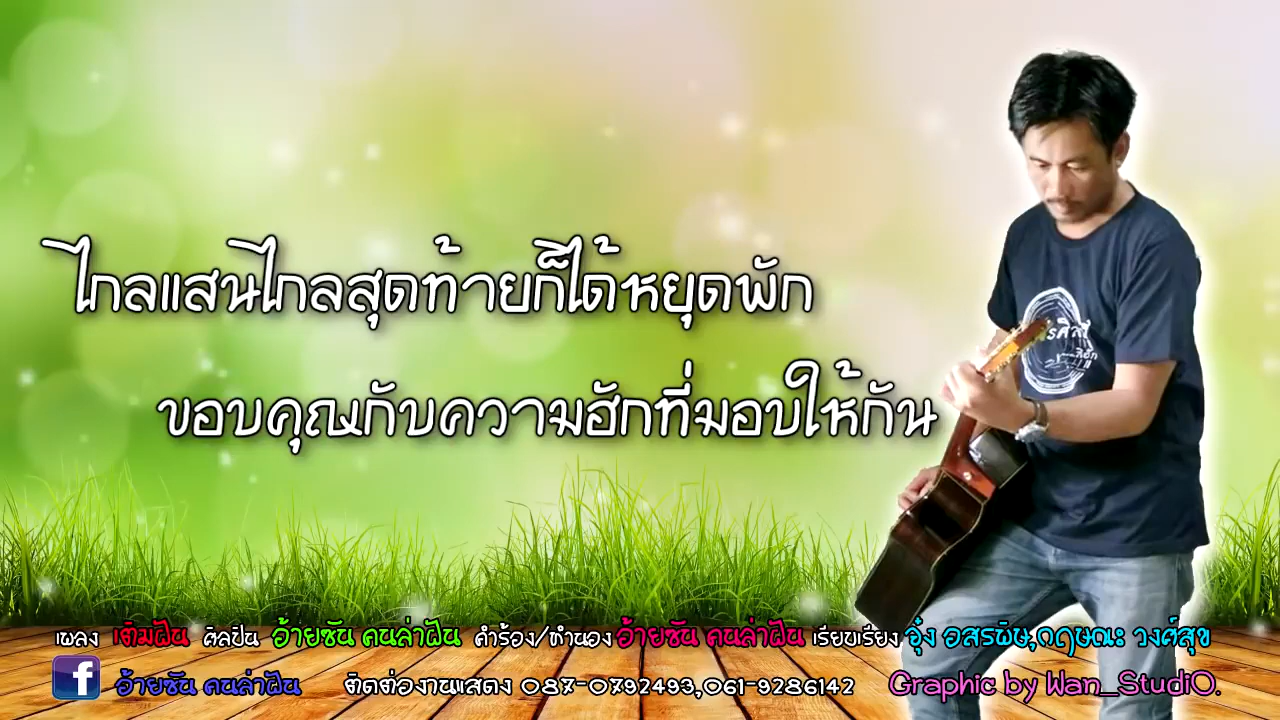 ไกลแสนไกลสุดท้ายก็ได้หยุดพัก
ขอบคุณกับความฮักที่มอบให้กัน
เพลง เติมฝัน ศิลปิน อ้ายซัน คนล่าฝัน คำร้อง/ทำนอง อ้ายซัน คนล่าฝัน เรียบเรียง อุ๋ง อสรพิษ,กฤษณะ วงศ์สุข
f อ้ายซัน คนล่าฝัน ติดต่องานแสดง 087-0792493,061-9286142 Graphic by Wan_StudiO.